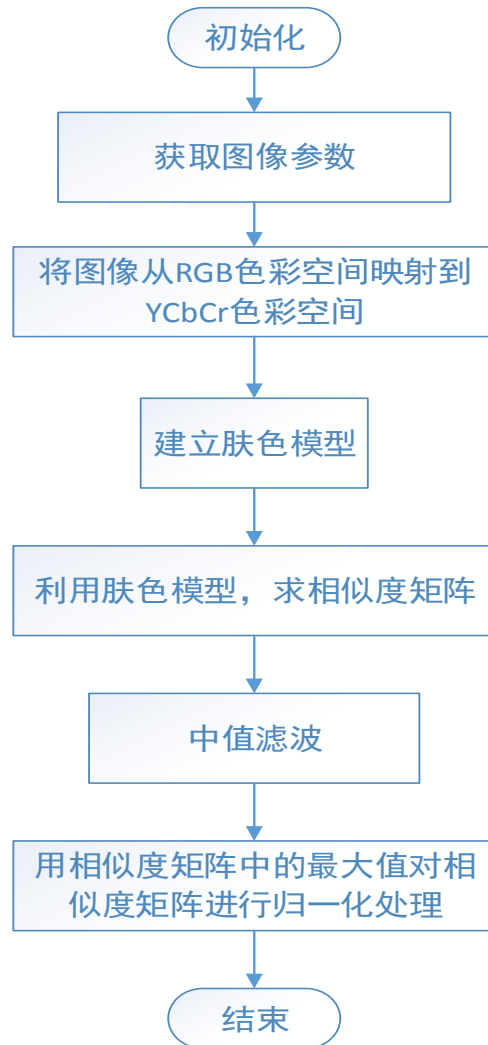 初始化
获取图像参数
将图像从RGB色彩空间映射到
YCbCr色彩空间
建立肤色模型
利用肤色模型，求相似度矩阵
中值滤波
用相似度矩阵中的最大值对相
似度矩阵进行归一化处理
结束